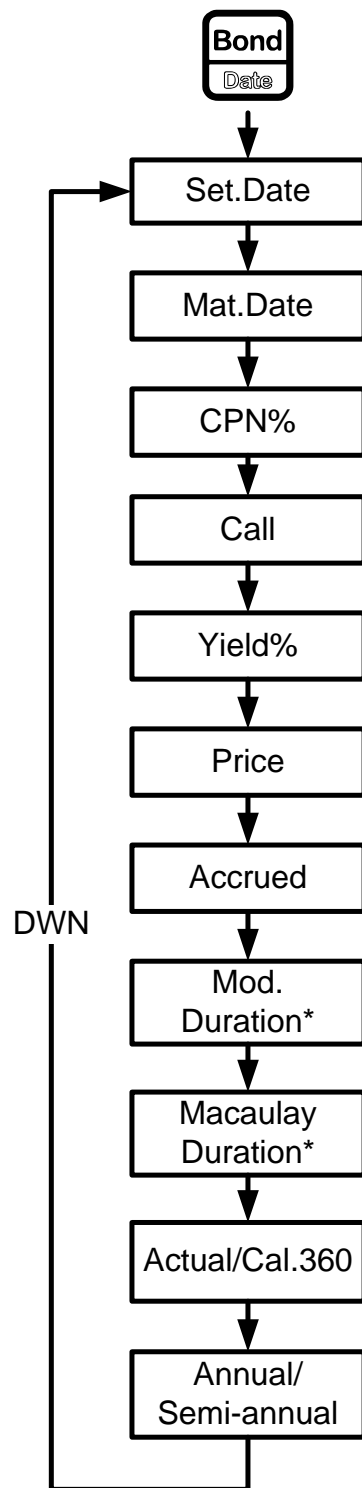 Bond
Date
Set.Date
Mat.Date
CPN%
Call
Yield%
Price
Accrued
DWN
Mod.
Duration*
Macaulay
Duration*
Actual/Cal.360
Annual/
Semi-annual